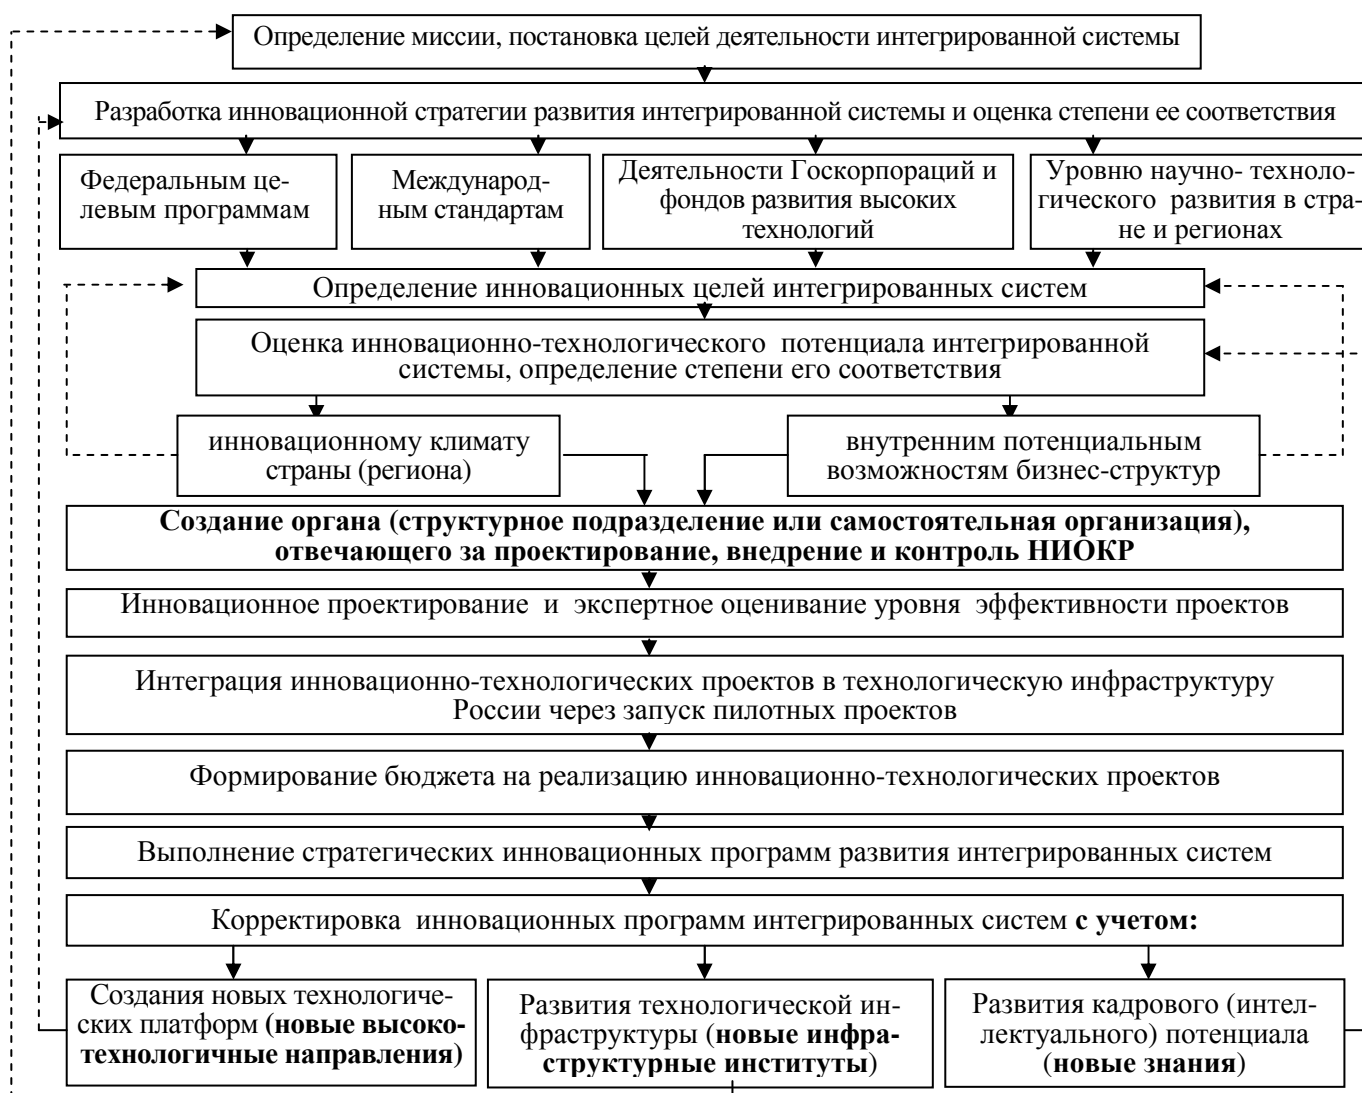 Определение миссии, постановка целей деятельности интегрированной системы
Разработка инновационной стратегии развития интегрированной системы и оценка степени ее соответствия
Федеральным це-
левым программам
Международ-
ным стандартам
Деятельности Госкорпораций и
фондов развития высоких
технологий
Уровню научно- техноло-
гического развития в стра-
не и регионах
Определение инновационных целей интегрированных систем
Оценка инновационно-технологического потенциала интегрированной
системы, определение степени его соответствия
инновационному климату
страны (региона)
внутренним потенциальным
возможностям бизнес-структур
Создание органа (структурное подразделение или самостоятельная организация),
отвечающего за проектирование, внедрение и контроль НИОКР
Инновационное проектирование и экспертное оценивание уровня эффективности проектов
Интеграция инновационно-технологических проектов в технологическую инфраструктуру
России через запуск пилотных проектов
Формирование бюджета на реализацию инновационно-технологических проектов
Выполнение стратегических инновационных программ развития интегрированных систем
Корректировка инновационных программ интегрированных систем с учетом:
Создания новых технологиче-
ских платформ (новые высоко-
технологичные направления)
Развития технологической ин-
фраструктуры (новые инфра-
структурные институты)
Развития кадрового (интел-
лектуального) потенциала
(новые знания)